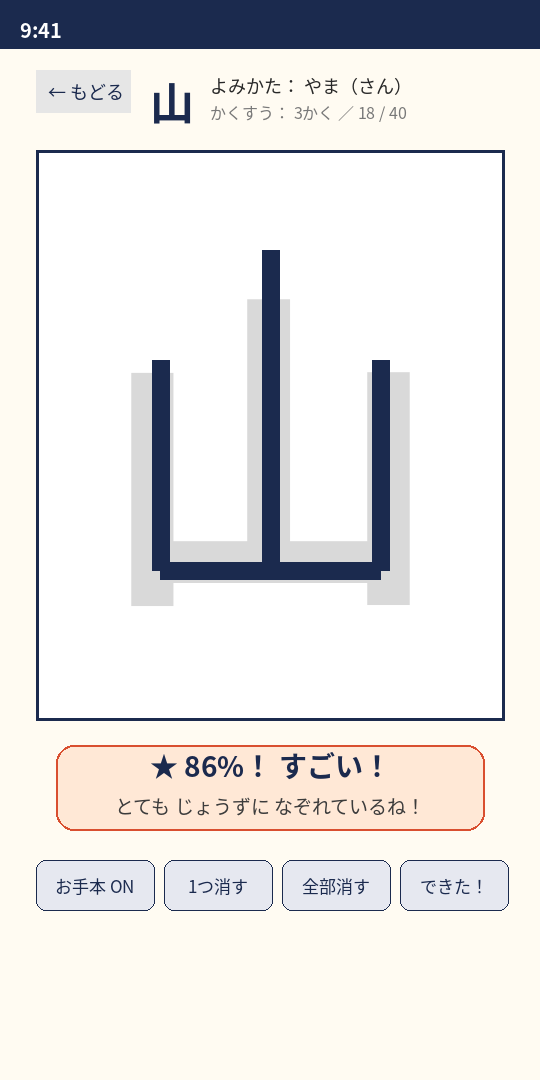 9:41
← もどる
山
よみかた： やま（さん）
かくすう： 3かく ／ 18 / 40
山
★ 86%！ すごい！
とても じょうずに なぞれているね！
お手本 ON
1つ消す
全部消す
できた！